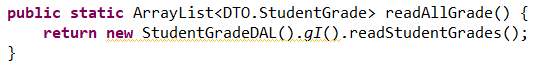 public static ArrayList<DTO.StudentGrade> readAllGrade() {
    return new StudentGradeDAL().gI().readStudentGrades();
}